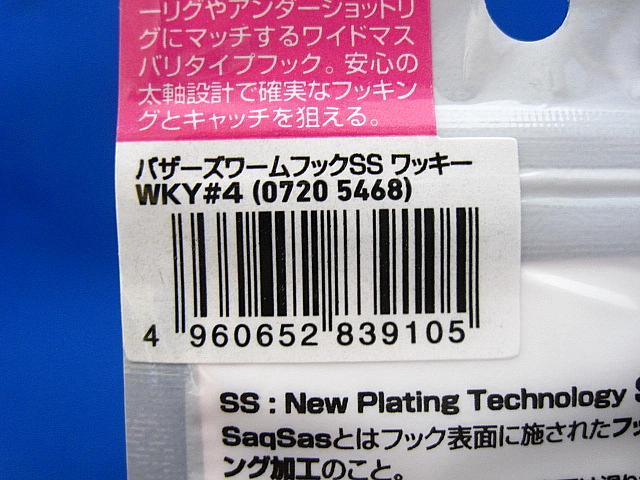 ーリグやアンダーショットリ
グにマッチするワイドマス
バリタイプフック。安心の
太軸設計で確実なフッキン
グとキャッチを狙える。
バザーズワームフックSS ワッキー
WKY#4 (0720 5468)
4 960652 839105
SS : New Plating Technology
SaqSasとはフック表面に施されたフッ
ング加工のこと。